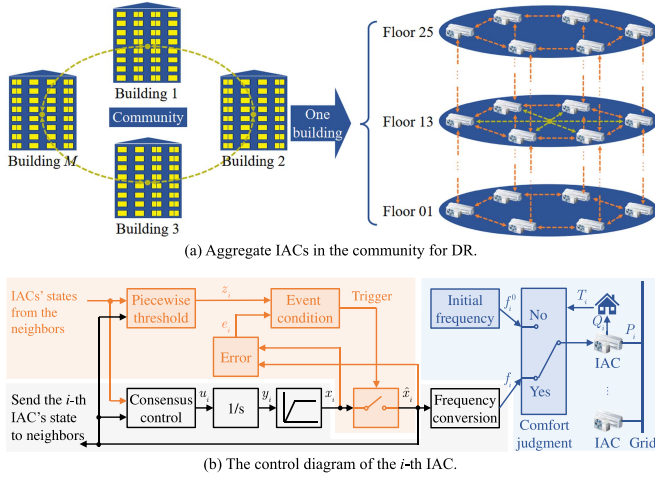 Building 1
Community
Building M
Building 2
Building 3
One
building
Floor 25
Floor 13
Floor 01
(a) Aggregate IACs in the community for DR.
IACs' states
from the
neighbors
Piecewise
threshold
z_i
Event
condition
Trigger
e_i
Error
Send the i-th
IAC's state
to neighbors
Consensus
control
u_i
1/s
y_i
x_i
x̂_i
Frequency
conversion
Initial
frequency
f_i^0
f_i
No
Yes
Comfort
judgment
T_i
Q_i
P_i
IAC
IAC
Grid
(b) The control diagram of the i-th IAC.